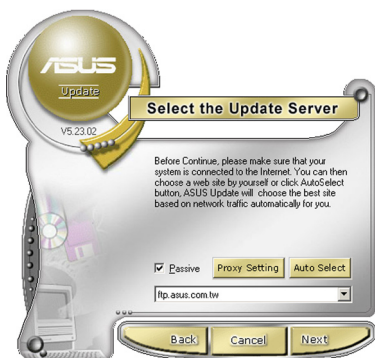 ASUS
Update
V5.23.02
Select the Update Server
Before Continue, please make sure that your
system is connected to the Internet. You can then
choose a web site by yourself or click AutoSelect
button, ASUS Update will choose the best site
based on network traffic automatically for you.
Passive
Proxy Setting
Auto Select
ftp.asus.com.tw
Back
Cancel
Next